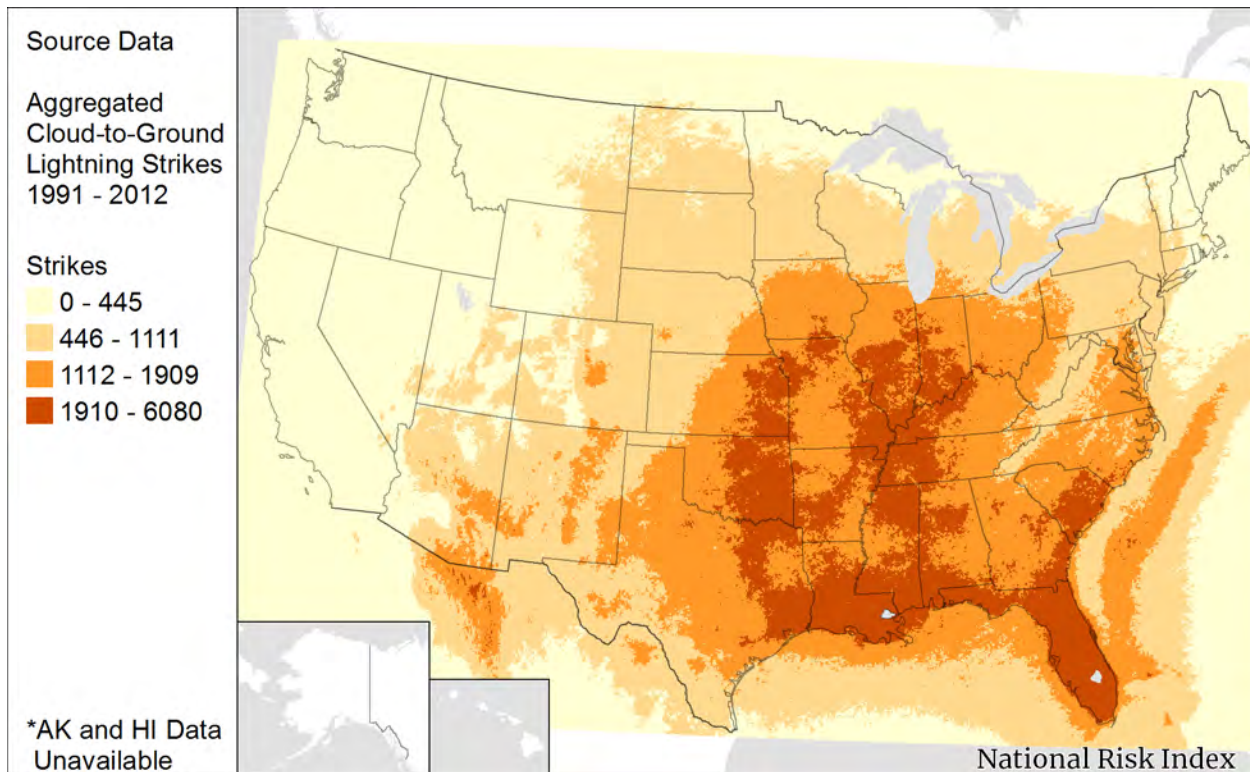 Source Data
Aggregated
Cloud-to-Ground
Lightning Strikes
1991 - 2012
Strikes
0 - 445
446 - 1111
1112 - 1909
1910 - 6080
*AK and HI Data
Unavailable
National Risk Index